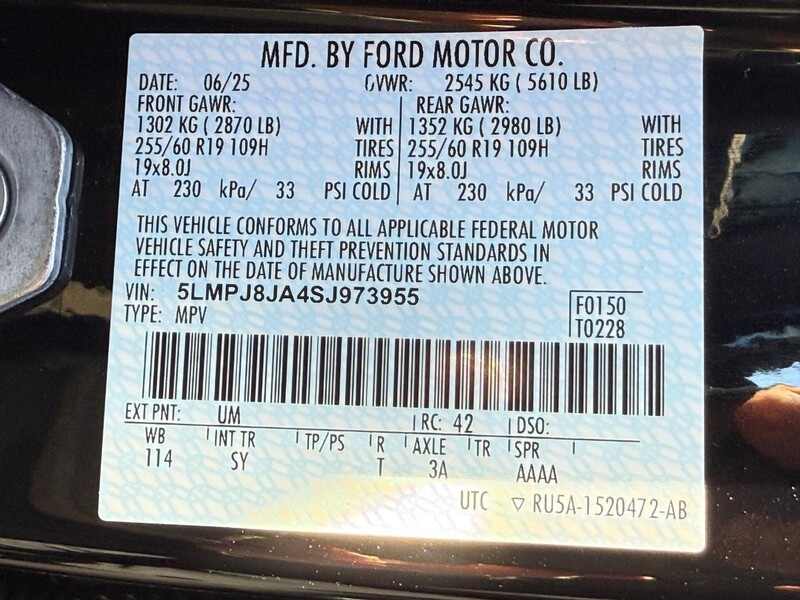 MFD. BY FORD MOTOR CO.
DATE: 06/25 GVWR: 2545 KG ( 5610 LB)
FRONT GAWR: REAR GAWR:
1302 KG ( 2870 LB) WITH 1352 KG ( 2980 LB) WITH
255/60 R19 109H TIRES 255/60 R19 109H TIRES
19x8.0J RIMS 19x8.0J RIMS
AT 230 kPa/ 33 PSI COLD AT 230 kPa/ 33 PSI COLD
THIS VEHICLE CONFORMS TO ALL APPLICABLE FEDERAL MOTOR
VEHICLE SAFETY AND THEFT PREVENTION STANDARDS IN
EFFECT ON THE DATE OF MANUFACTURE SHOWN ABOVE.
VIN: 5LMPJ8JA4SJ973955 F0150
TYPE: MPV T0228
EXT PNT: UM RC: 42 DSO:
WB INT TR TP/PS R AXLE TR SPR
114 SY T 3A AAAA
UTC ▽ RU5A-1520472-AB